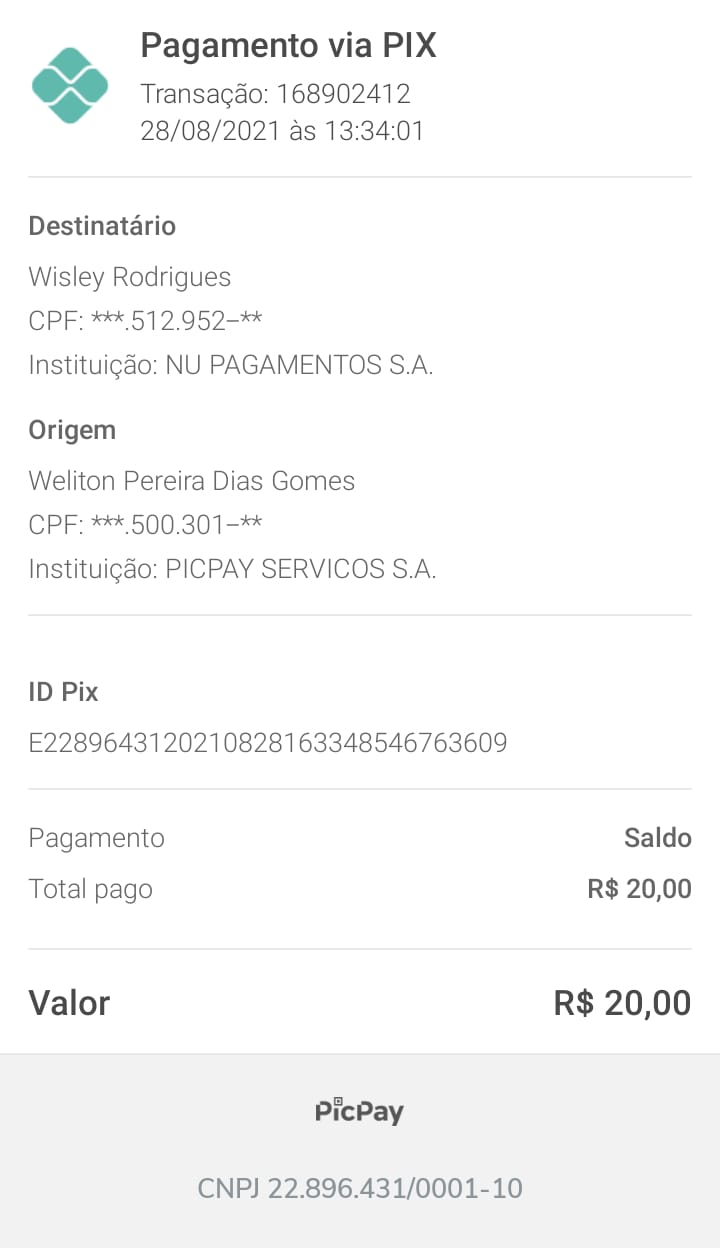 Pagamento via PIX
Transação: 168902412
28/08/2021 às 13:34:01
Destinatário
Wisley Rodrigues
CPF: ***.512.952–**
Instituição: NU PAGAMENTOS S.A.
Origem
Weliton Pereira Dias Gomes
CPF: ***.500.301–**
Instituição: PICPAY SERVICOS S.A.
ID Pix
E2289643120210828163348546763609
Pagamento Saldo
Total pago R$ 20,00
Valor R$ 20,00
PicPay
CNPJ 22.896.431/0001-10